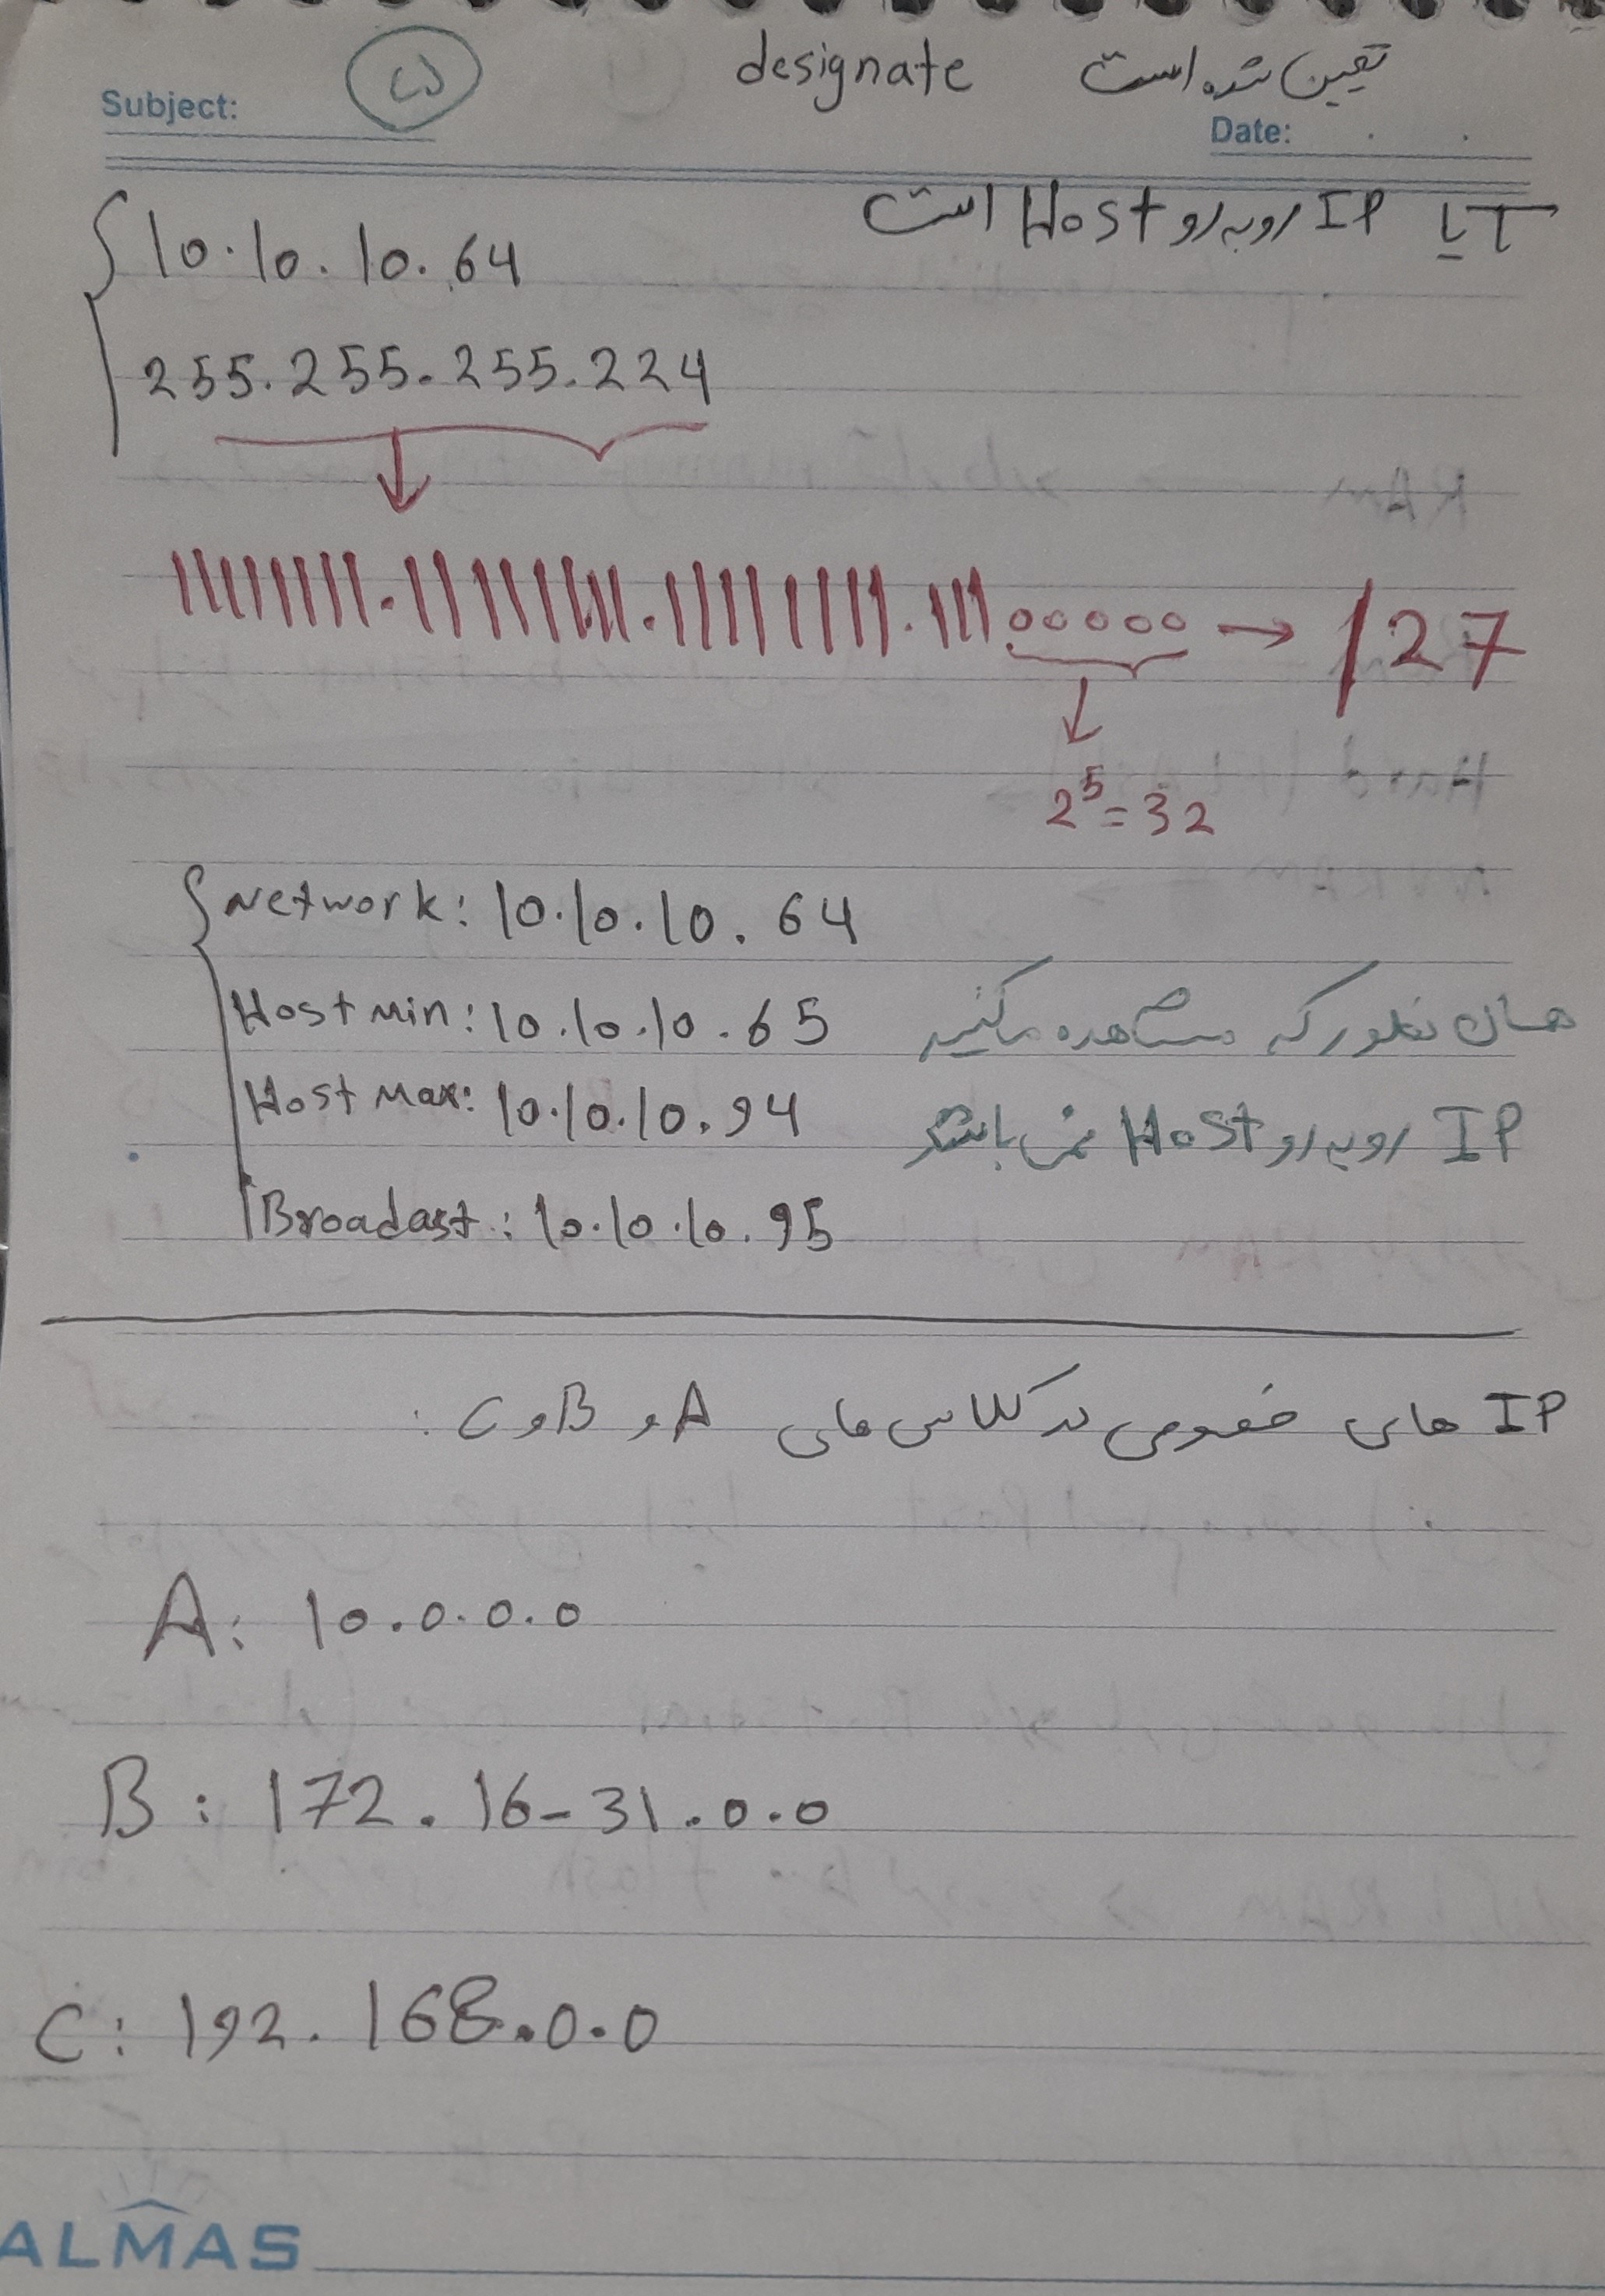 designate تعیین شده است
Subject: ۵
Date:
آیا IP روبه رو Host است
10.10.10.64
255.255.255.224
11111111.11111111.11111111.11100000 → /27
2^5=32
Network: 10.10.10.64
Host Min: 10.10.10.65
همان طور که مشاهده میکنید
Host Max: 10.10.10.94
IP روبه رو Host نمی باشد
Broadast: 10.10.10.95
IP های خصوصی در کلاس های A و B و C :
A: 10.0.0.0
B: 172.16-31.0.0
C: 192.168.0.0
ALMAS